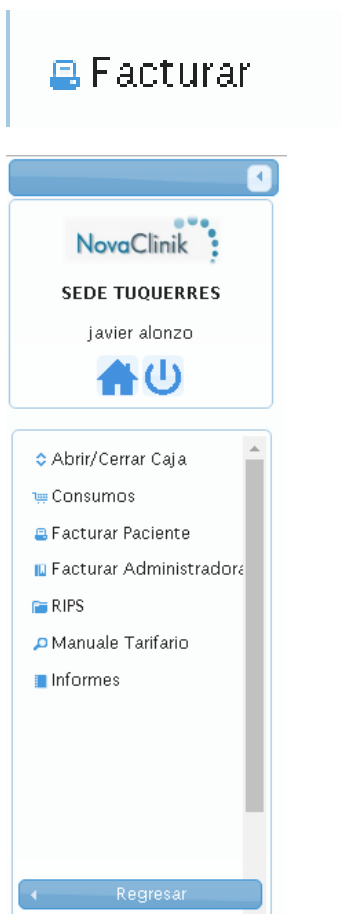 Facturar
NovaClinik
SEDE TUQUERRES
javier alonzo
Abrir/Cerrar Caja
Consumos
Facturar Paciente
Facturar Administradora
RIPS
Manuale Tarifario
Informes
Regresar